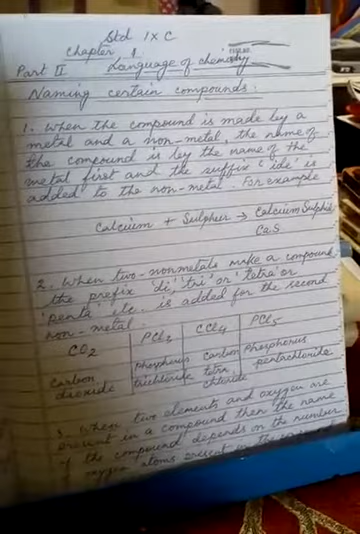 Std IX C
Chapter 1.
Part II Language of chemistry
Naming certain compounds.
1. When the compound is made by a
metal and a non-metal, the name of
the compound is by the name of the
metal first and the suffix 'ide' is
added to the non-metal. For example
Calcium + Sulphur → Calcium Sulphide
CaS
2. When two-nonmetals make a compound
the prefix 'di', 'tri' or 'tetra' or
'penta' etc. is added for the second
non-metal.
CO2 PCl3 CCl4 PCl5
Carbon dioxide Phosphorus trichloride Carbon tetra chloride Phosphorus pentachloride
3. When two elements and oxygen are
present in a compound then the name
of the compound depends on the number
oxygen atoms present in the